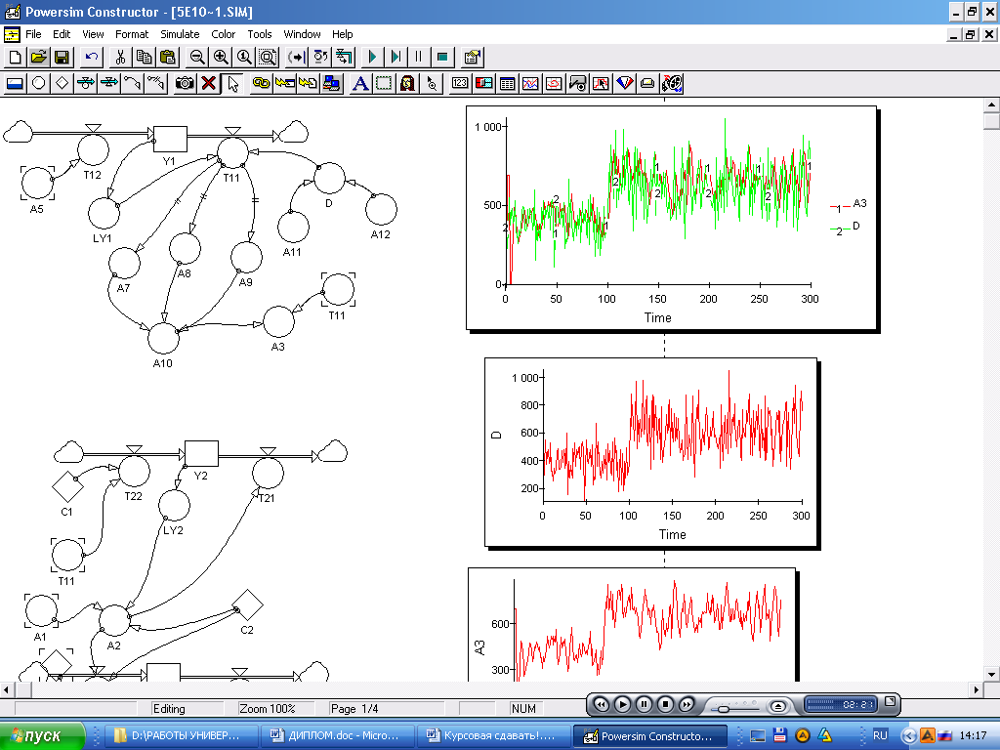 Powersim Constructor - [5E10~1.SIM]
File Edit View Format Simulate Color Tools Window Help
123
A
T12
Y1
T11
A5
LY1
D
A12
A11
A7
A8
A9
T11
A3
A10
1 000
500
0
0 50 100 150 200 250 300
Time
1 A3
2 D
1 000
800
600
400
200
D
0 50 100 150 200 250 300
Time
600
300
A3
Y2
T22
T21
C1
LY2
T11
A1
A2
C2
Editing Zoom 100% Page 1/4 NUM
02:27
пуск D:\РАБОТЫ УНИВЕР... ДИПЛОМ.doc - Micro... Курсовая сдавать!.... Powersim Constructo... RU 14:17